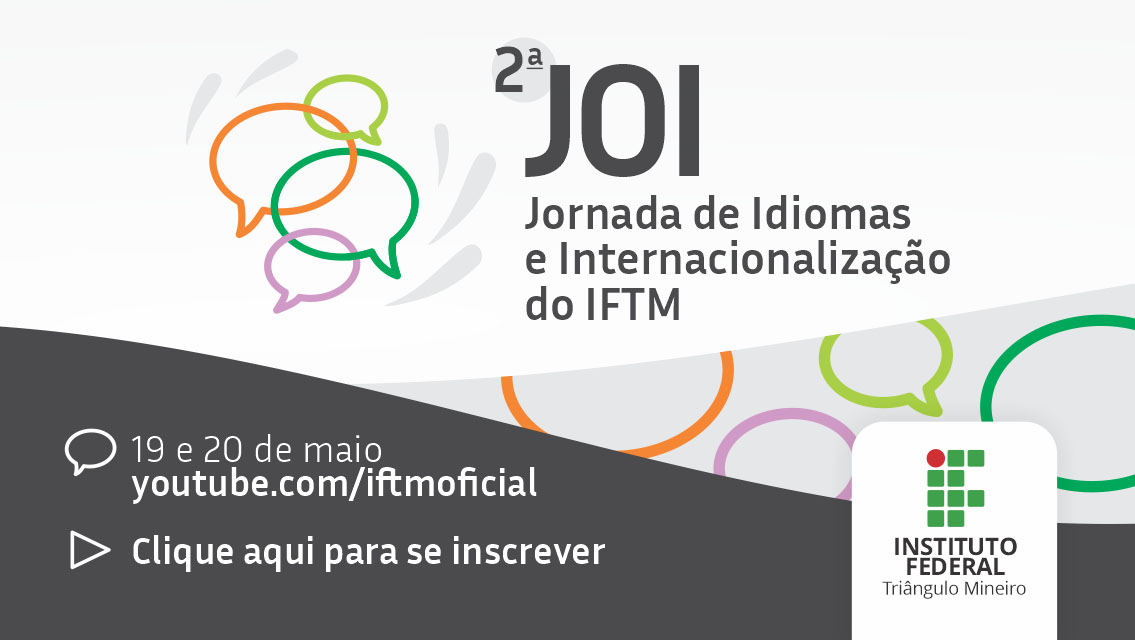 2ª JOI
Jornada de Idiomas
e Internacionalização
do IFTM
19 e 20 de maio
youtube.com/iftmoficial
Clique aqui para se inscrever
INSTITUTO
FEDERAL
Triângulo Mineiro